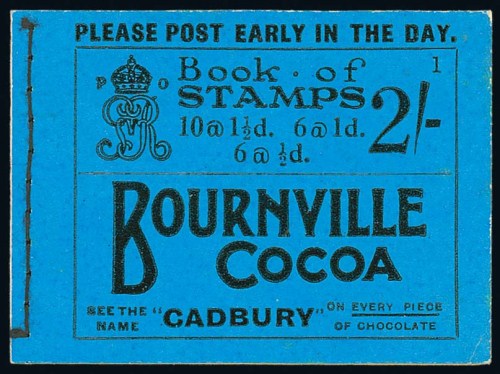 PLEASE POST EARLY IN THE DAY.
P O
Book · of 1
STAMPS
2/-
10 @ 1½d. 6 @ 1d.
6 @ ½d.
BOURNVILLE
COCOA
SEE THE NAME "CADBURY" ON EVERY PIECE OF CHOCOLATE